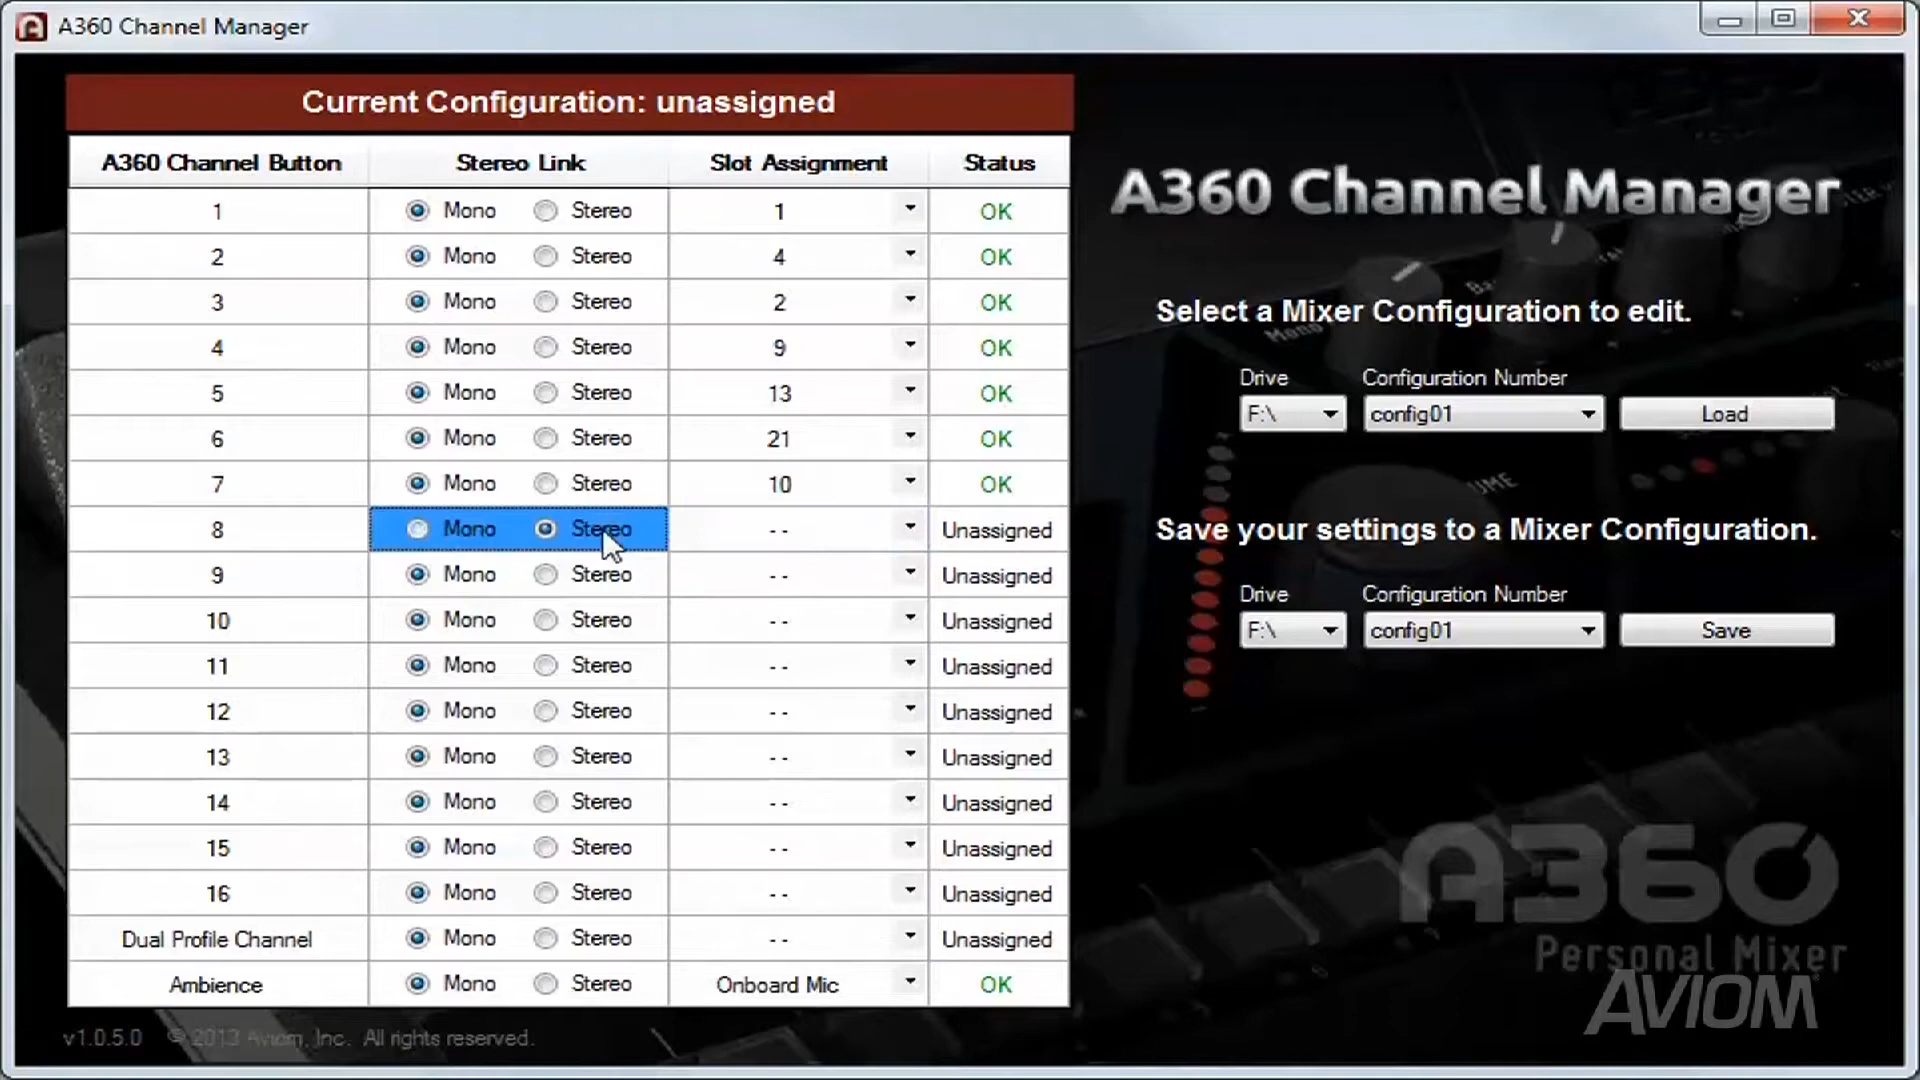 A360 Channel Manager
Current Configuration: unassigned
A360 Channel Button Stereo Link Slot Assignment Status
1 Mono Stereo 1 OK
2 Mono Stereo 4 OK
3 Mono Stereo 2 OK
4 Mono Stereo 9 OK
5 Mono Stereo 13 OK
6 Mono Stereo 21 OK
7 Mono Stereo 10 OK
8 Mono Stereo -- Unassigned
9 Mono Stereo -- Unassigned
10 Mono Stereo -- Unassigned
11 Mono Stereo -- Unassigned
12 Mono Stereo -- Unassigned
13 Mono Stereo -- Unassigned
14 Mono Stereo -- Unassigned
15 Mono Stereo -- Unassigned
16 Mono Stereo -- Unassigned
Dual Profile Channel Mono Stereo -- Unassigned
Ambience Mono Stereo Onboard Mic OK
v1.0.5.0 © 2013 Aviom, Inc. All rights reserved.
A360 Channel Manager
Select a Mixer Configuration to edit.
Drive Configuration Number
F:\ config01 Load
Save your settings to a Mixer Configuration.
Drive Configuration Number
F:\ config01 Save
A360
Personal Mixer
AVIOM